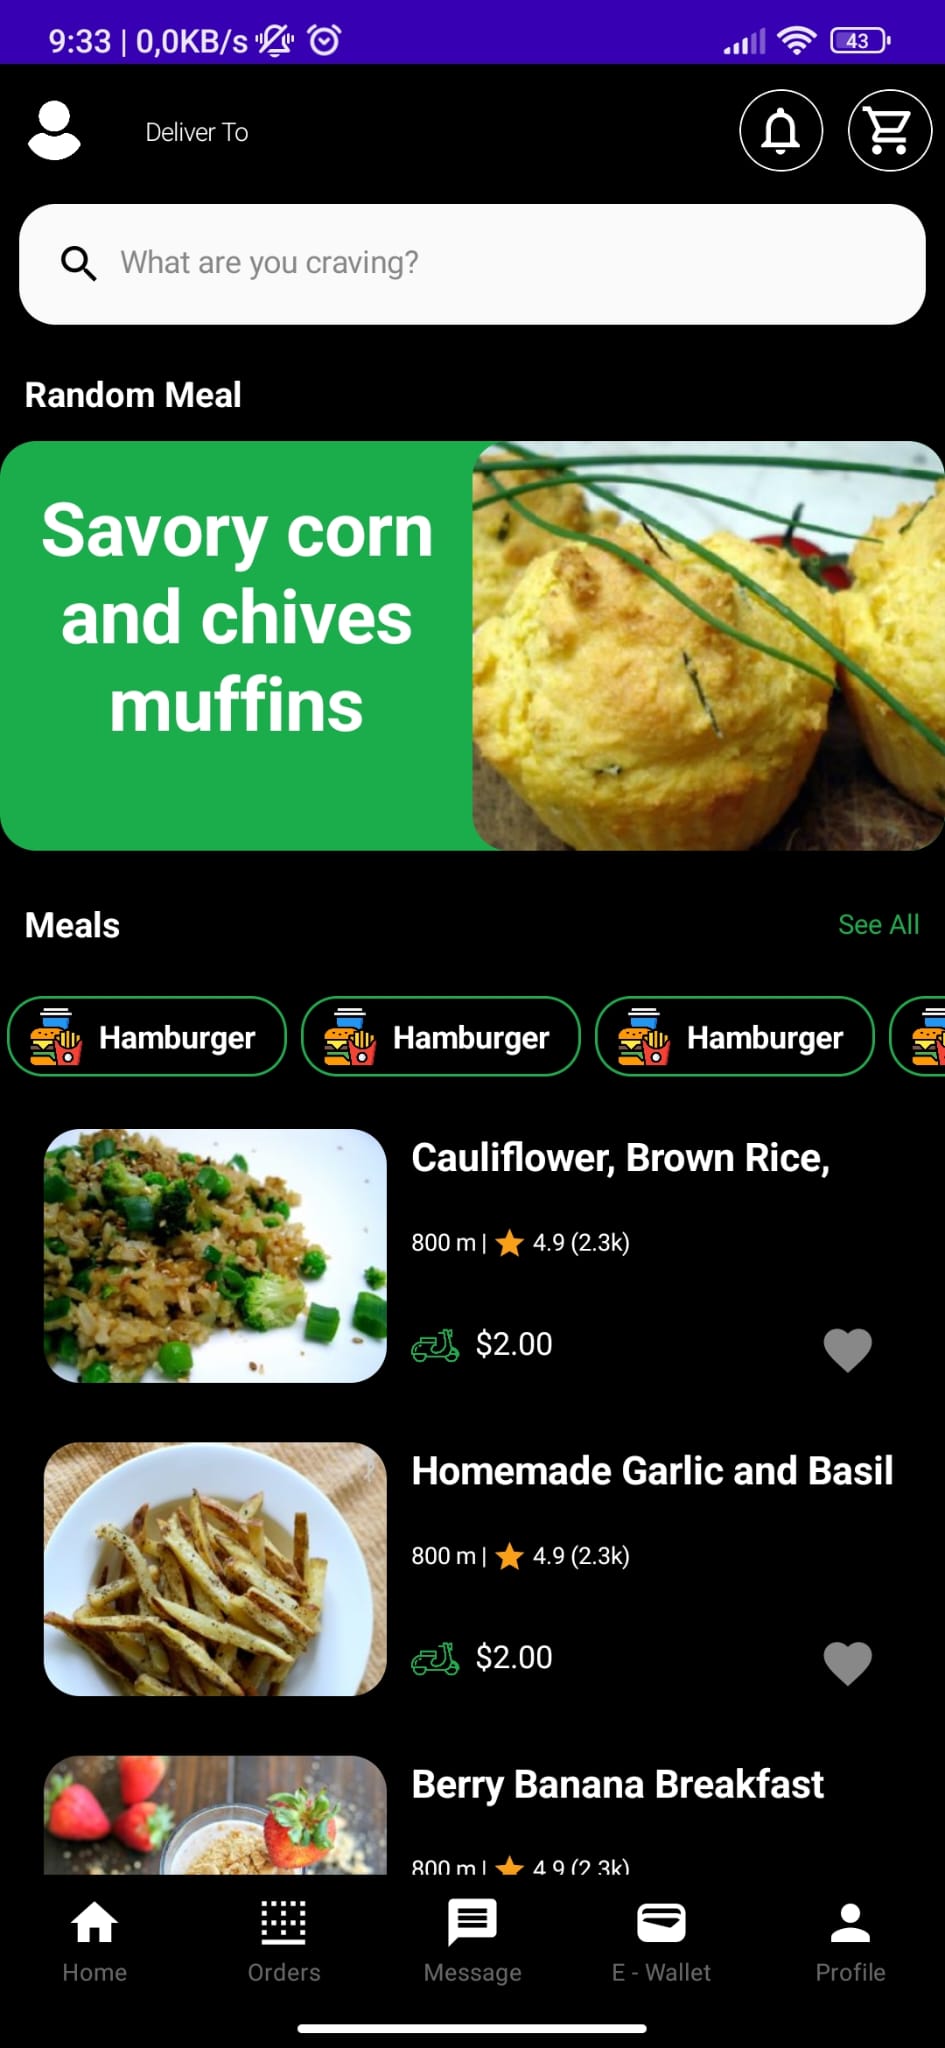 9:33 | 0,0KB/s
43
Deliver To
What are you craving?
Random Meal
Savory corn
and chives
muffins
Meals
See All
Hamburger
Hamburger
Hamburger
Cauliflower, Brown Rice,
800 m | 4.9 (2.3k)
$2.00
Homemade Garlic and Basil
800 m | 4.9 (2.3k)
$2.00
Berry Banana Breakfast
800 m | 4.9 (2.3k)
Home
Orders
Message
E - Wallet
Profile